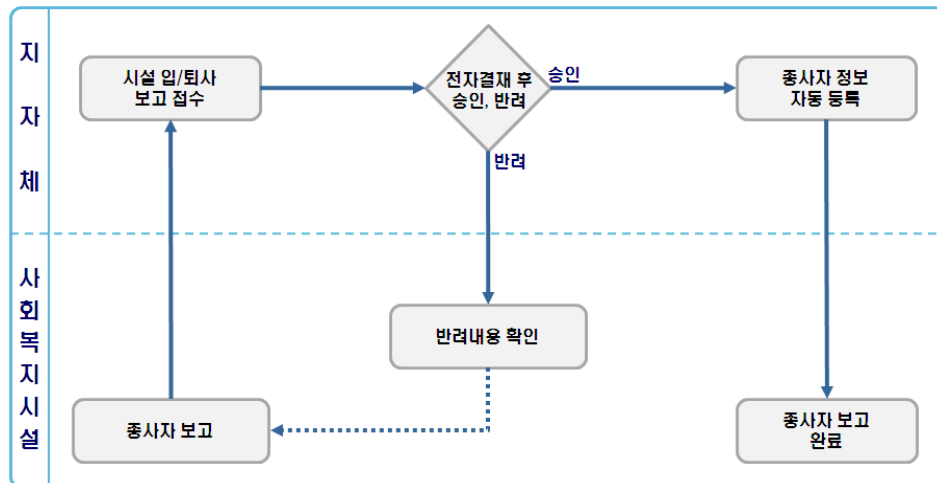 지자체
시설 입/퇴사
보고 접수
전자결재 후
승인, 반려
승인
종사자 정보
자동 등록
반려
사회복지시설
반려내용 확인
종사자 보고
종사자 보고
완료